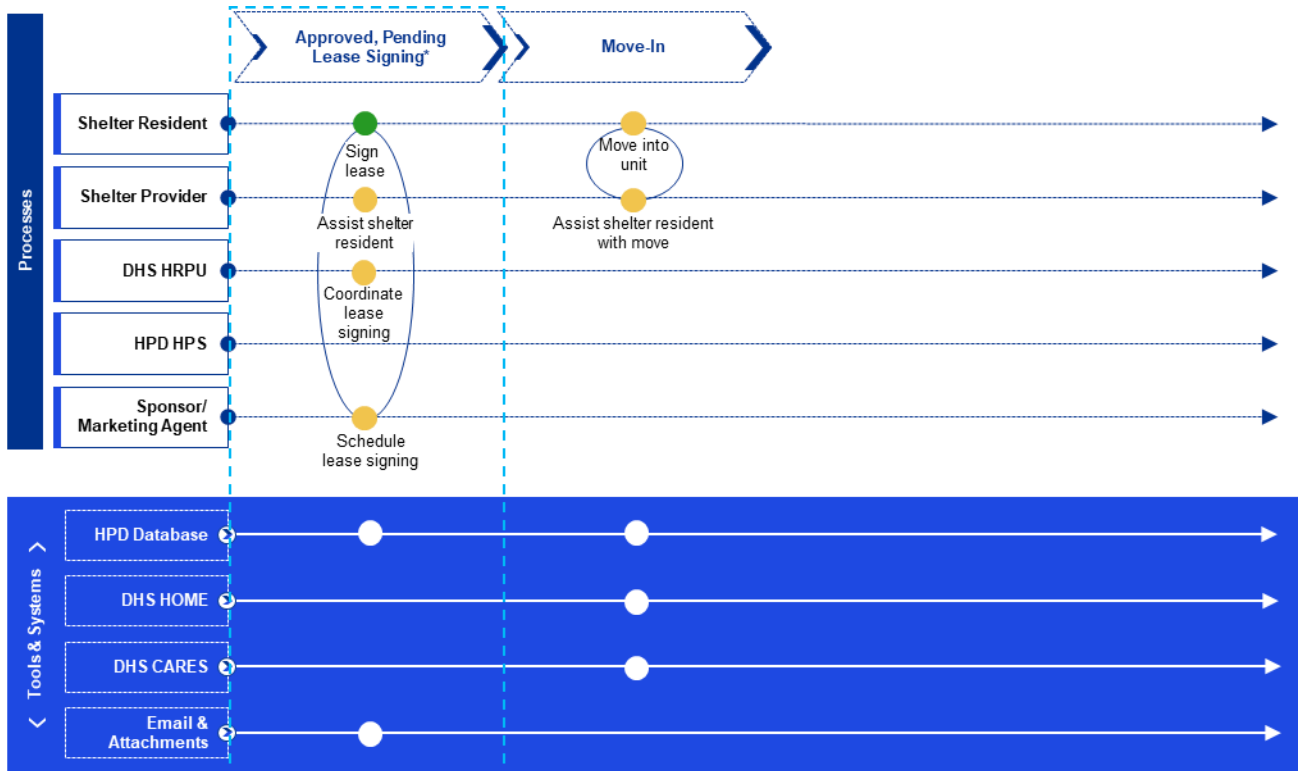 Approved, Pending
Lease Signing*
Move-In
Processes
Shelter Resident
Sign
lease
Move into
unit
Shelter Provider
Assist shelter
resident
Assist shelter resident
with move
DHS HRPU
Coordinate
lease
signing
HPD HPS
Sponsor/
Marketing Agent
Schedule
lease signing
Tools & Systems
HPD Database
DHS HOME
DHS CARES
Email &
Attachments